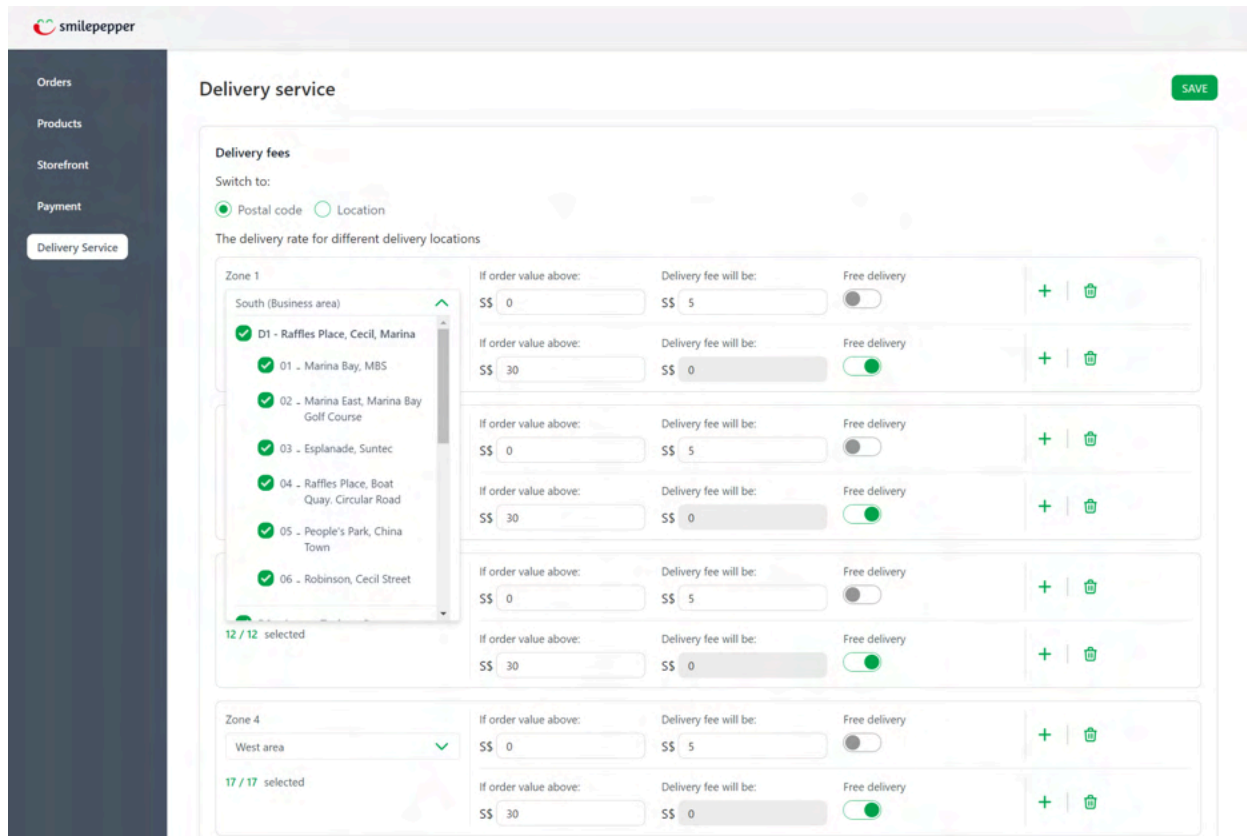 smilepepper
Orders
Products
Storefront
Payment
Delivery Service
Delivery service
SAVE
Delivery fees
Switch to:
Postal code Location
The delivery rate for different delivery locations
Zone 1
South (Business area)
D1 - Raffles Place, Cecil, Marina
01 - Marina Bay, MBS
02 - Marina East, Marina Bay
Golf Course
03 - Esplanade, Suntec
04 - Raffles Place, Boat
Quay. Circular Road
05 - People's Park, China
Town
06 - Robinson, Cecil Street
12 / 12 selected
If order value above: Delivery fee will be: Free delivery
S$ 0 S$ 5
If order value above: Delivery fee will be: Free delivery
S$ 30 S$ 0
If order value above: Delivery fee will be: Free delivery
S$ 0 S$ 5
If order value above: Delivery fee will be: Free delivery
S$ 30 S$ 0
If order value above: Delivery fee will be: Free delivery
S$ 0 S$ 5
If order value above: Delivery fee will be: Free delivery
S$ 30 S$ 0
Zone 4
West area
17 / 17 selected
If order value above: Delivery fee will be: Free delivery
S$ 0 S$ 5
If order value above: Delivery fee will be: Free delivery
S$ 30 S$ 0